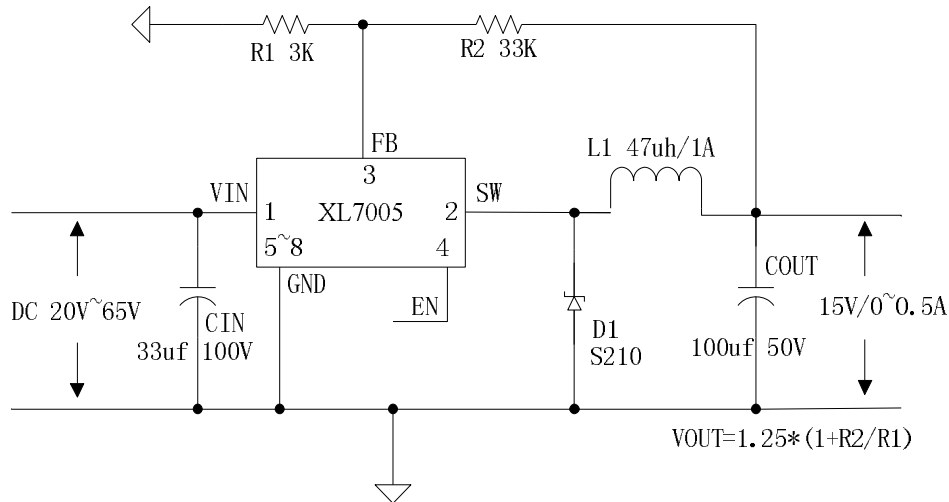 R1 3K
R2 33K
FB
3
L1 47uh/1A
VIN
SW
1
XL7005
2
5~8
4
GND
EN
COUT
DC 20V~65V
CIN
33uf 100V
D1
S210
100uf 50V
15V/0~0.5A
VOUT=1.25*(1+R2/R1)